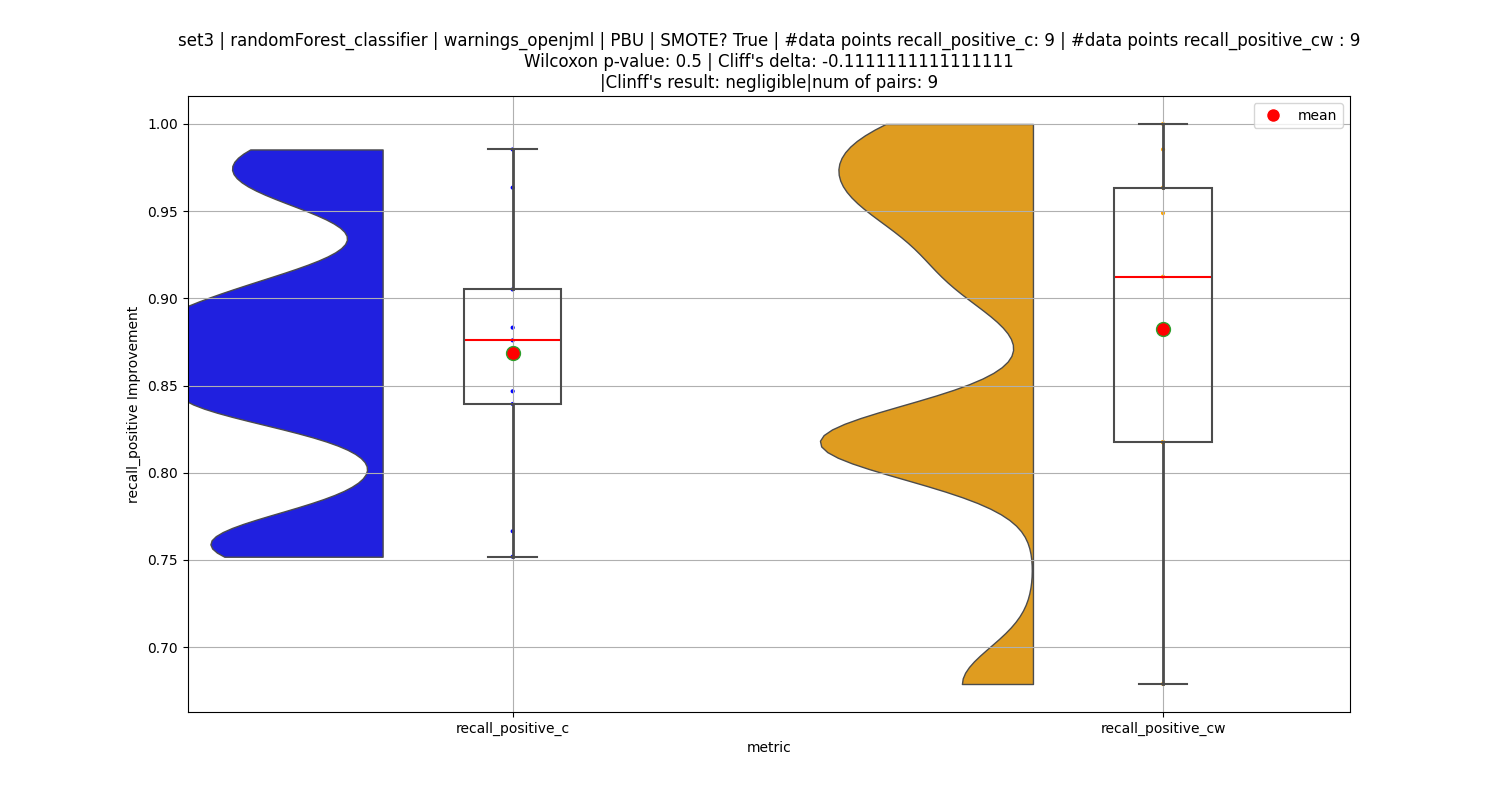 set3 | randomForest_classifier | warnings_openjml | PBU | SMOTE? True | #data points recall_positive_c: 9 | #data points recall_positive_cw : 9
Wilcoxon p-value: 0.5 | Cliff's delta: -0.1111111111111111
|Clinff's result: negligible|num of pairs: 9
mean
1.00
0.95
0.90
0.85
0.80
0.75
0.70
recall_positive Improvement
recall_positive_c
recall_positive_cw
metric